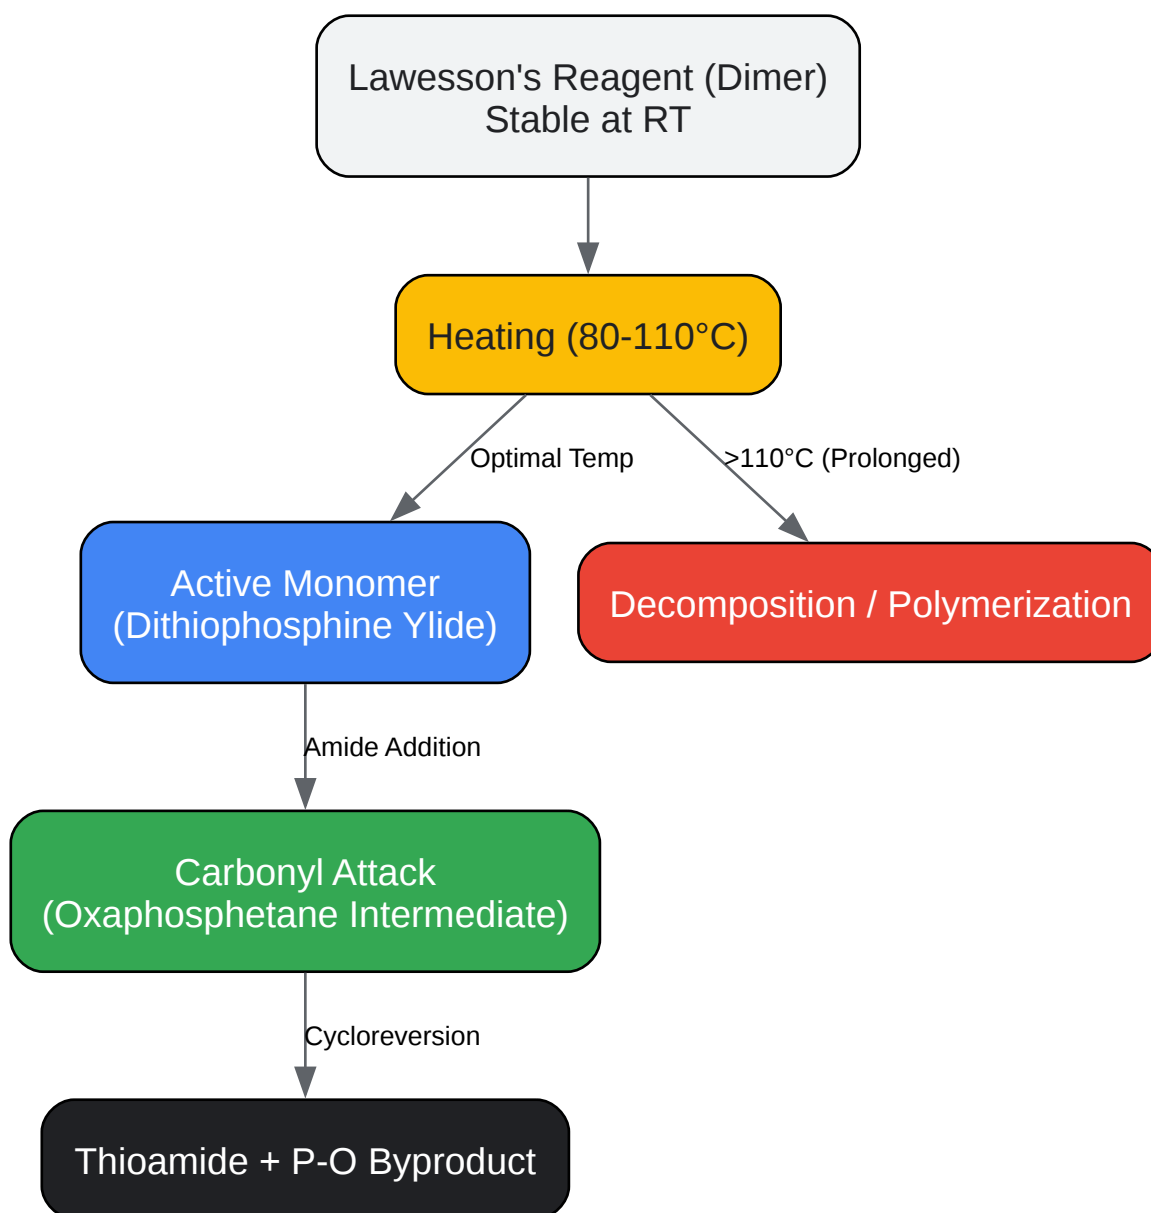 Lawesson's Reagent (Dimer)
Stable at RT
Heating (80-110°C)
Optimal Temp
>110°C (Prolonged)
Active Monomer
(Dithiophosphine Ylide)
Decomposition / Polymerization
Amide Addition
Carbonyl Attack
(Oxaphosphetane Intermediate)
Cycloreversion
Thioamide + P-O Byproduct